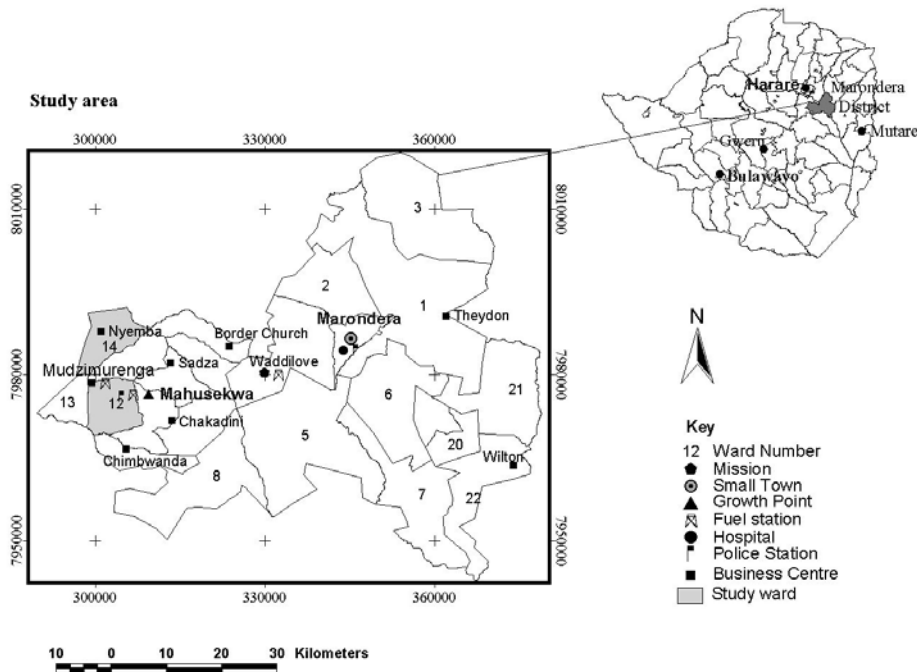 Study area
Harare
Marondera
District
Gweru
Mutare
Bulawayo
300000
330000
360000
8010000
8010000
3
2
1
Marondera
Theydon
Nyemba
14
Border Church
Sadza
Waddilove
7980000
7980000
Mudzimurenga
13
12
Mahusekwa
Chakadini
Chimbwanda
6
21
5
20
Wilton
8
7
22
7950000
7950000
300000
330000
360000
N
Key
12 Ward Number
Mission
Small Town
Growth Point
Fuel station
Hospital
Police Station
Business Centre
Study ward
10 0 10 20 30 Kilometers